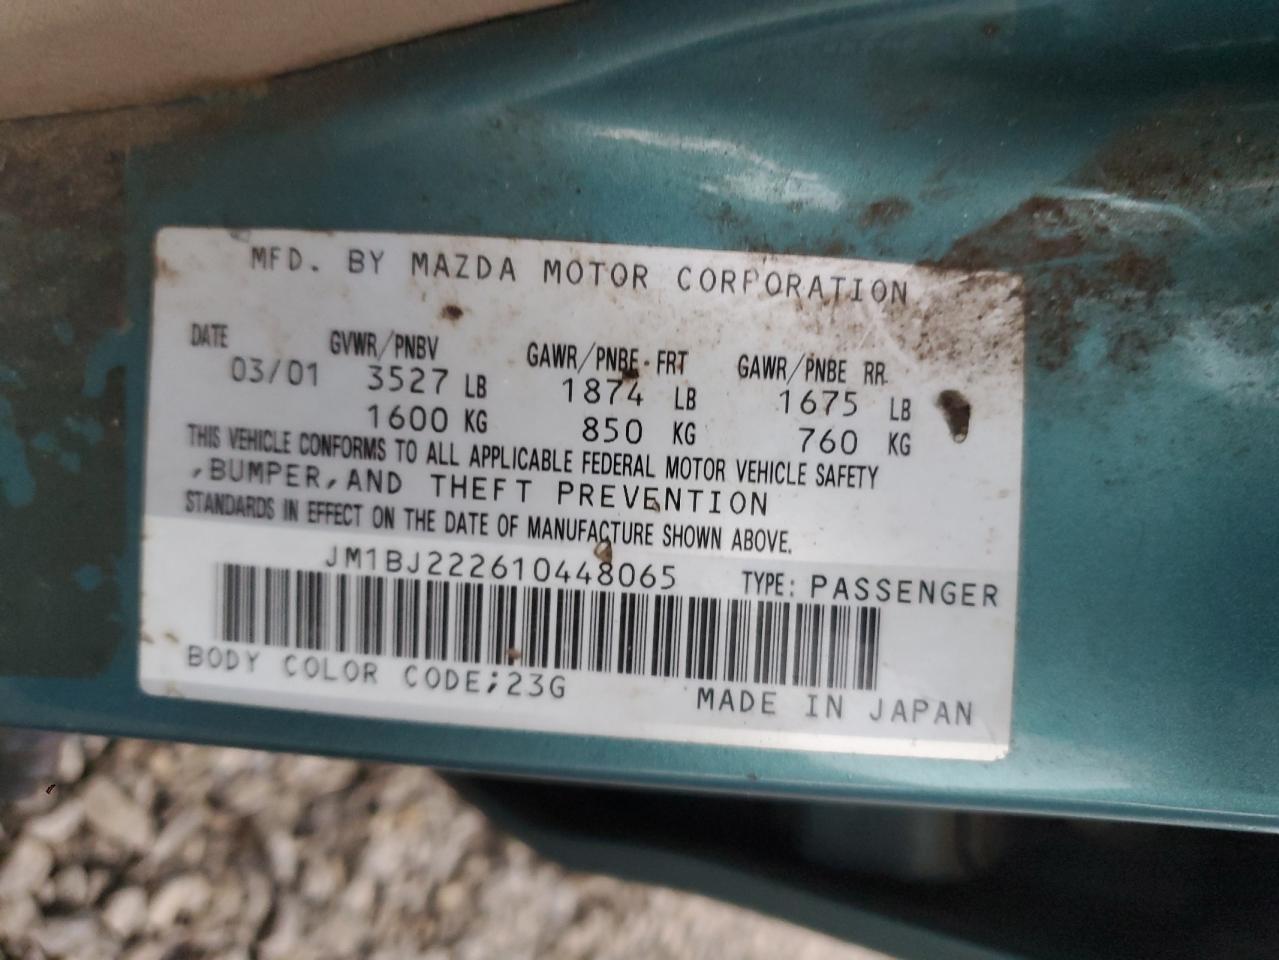 MFD. BY MAZDA MOTOR CORPORATION
DATE GVWR/PNBV GAWR/PNBE-FRT GAWR/PNBE RR
03/01 3527 LB 1874 LB 1675 LB
1600 KG 850 KG 760 KG
THIS VEHICLE CONFORMS TO ALL APPLICABLE FEDERAL MOTOR VEHICLE SAFETY
,BUMPER,AND THEFT PREVENTION
STANDARDS IN EFFECT ON THE DATE OF MANUFACTURE SHOWN ABOVE.
JM1BJ222610448065 TYPE: PASSENGER
BODY COLOR CODE;23G MADE IN JAPAN